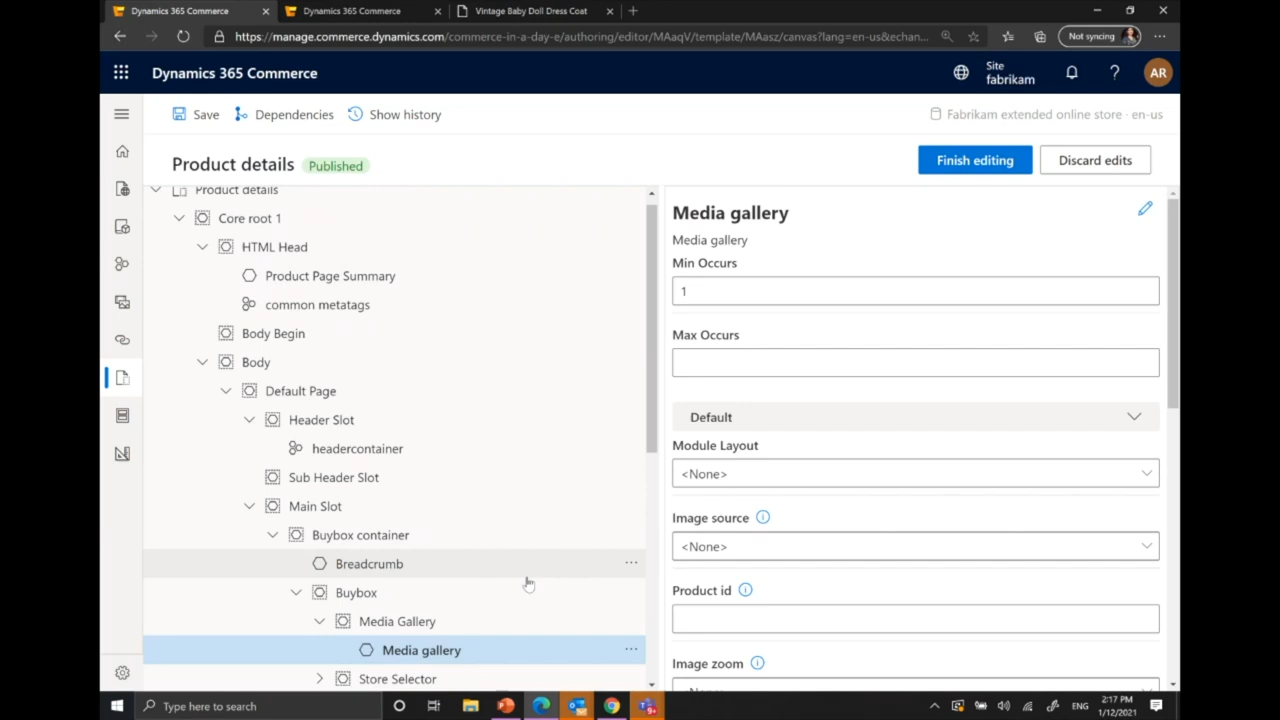 Dynamics 365 Commerce
Dynamics 365 Commerce
Vintage Baby Doll Dress Coat
https://manage.commerce.dynamics.com/commerce-in-a-day-e/authoring/editor/MAaqV/template/MAasz/canvas?lang=en-us&echan...
Not syncing
Dynamics 365 Commerce
Site
fabrikam
AR
Save
Dependencies
Show history
Fabrikam extended online store · en-us
Product details
Published
Finish editing
Discard edits
Product details
Core root 1
HTML Head
Product Page Summary
common metatags
Body Begin
Body
Default Page
Header Slot
headercontainer
Sub Header Slot
Main Slot
Buybox container
Breadcrumb
Buybox
Media Gallery
Media gallery
Store Selector
Media gallery
Media gallery
Min Occurs
1
Max Occurs
Default
Module Layout
<None>
Image source
<None>
Product id
Image zoom
Type here to search
ENG
2:17 PM
1/12/2021